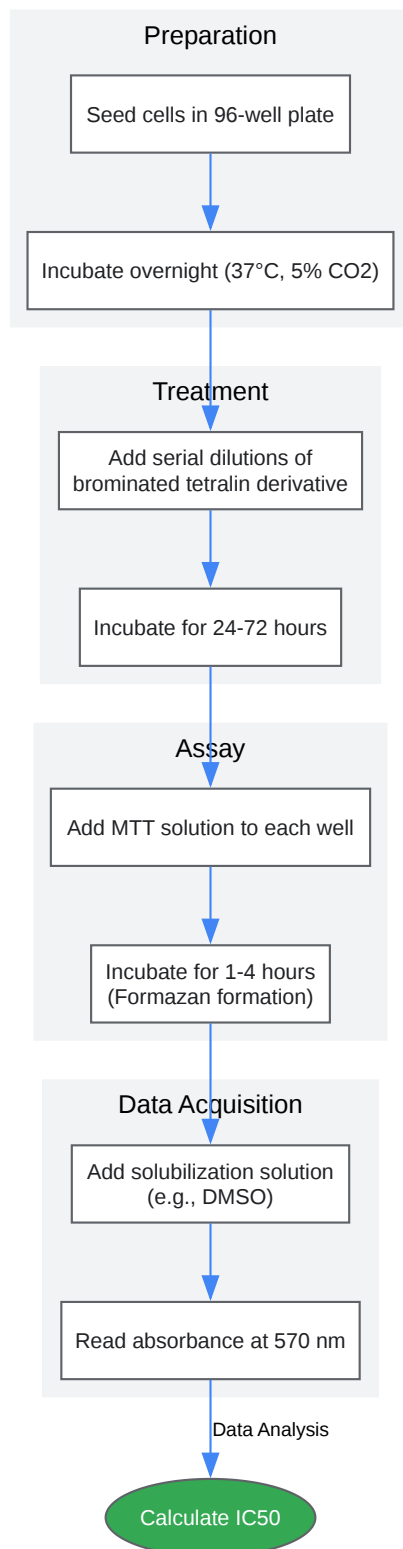 Preparation
Seed cells in 96-well plate
Incubate overnight (37°C, 5% CO2)
Treatment
Add serial dilutions of
brominated tetralin derivative
Incubate for 24-72 hours
Assay
Add MTT solution to each well
Incubate for 1-4 hours
(Formazan formation)
Data Acquisition
Add solubilization solution
(e.g., DMSO)
Read absorbance at 570 nm
Data Analysis
Calculate IC50